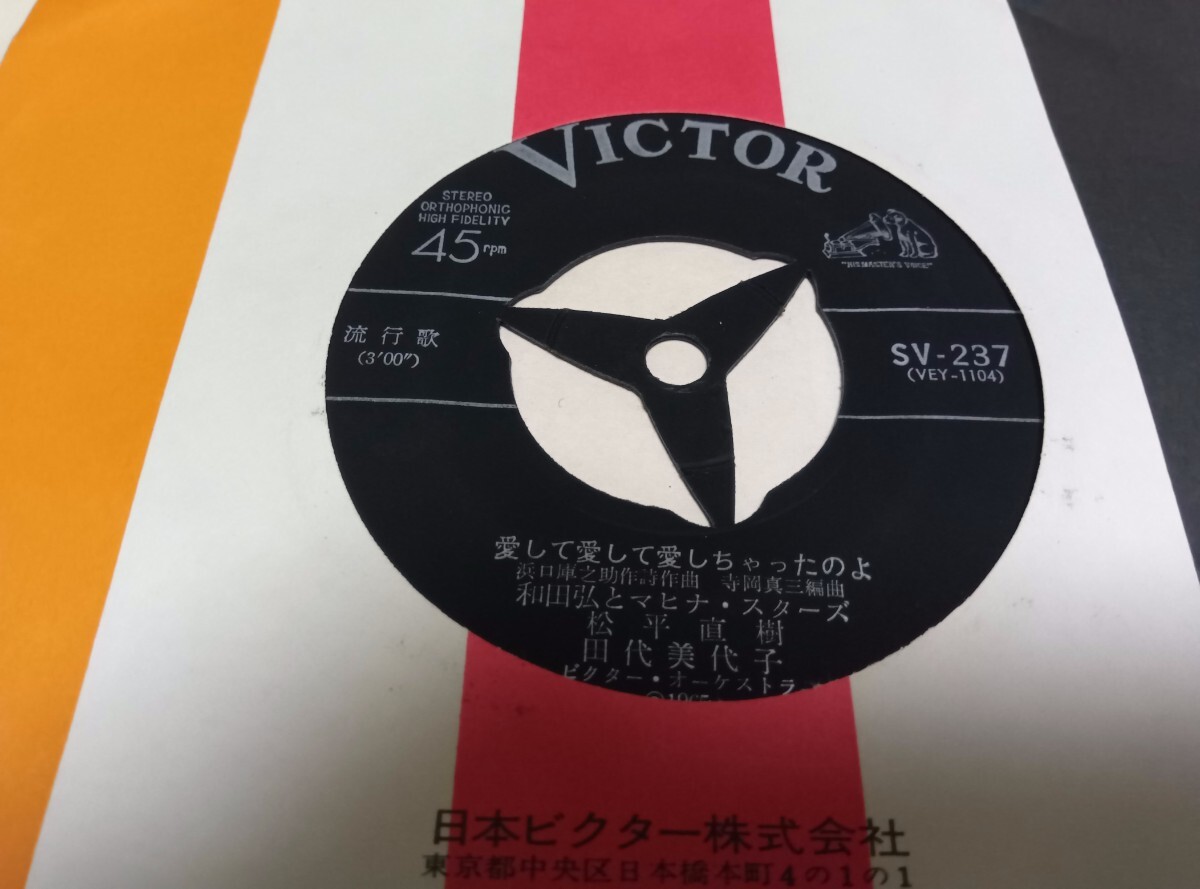 VICTOR
STEREO
ORTHOPHONIC
HIGH FIDELITY
45rpm
"HIS MASTER'S VOICE"
流行歌
(3′00″)
SV-237
(VEY-1104)
愛して愛して愛しちゃったのよ
浜口庫之助作詩作曲 寺岡真三編曲
和田弘とマヒナ・スターズ
松平直樹
田代美代子
ビクター・オーケストラ
日本ビクター株式会社
東京都中央区日本橋本町4の1の1